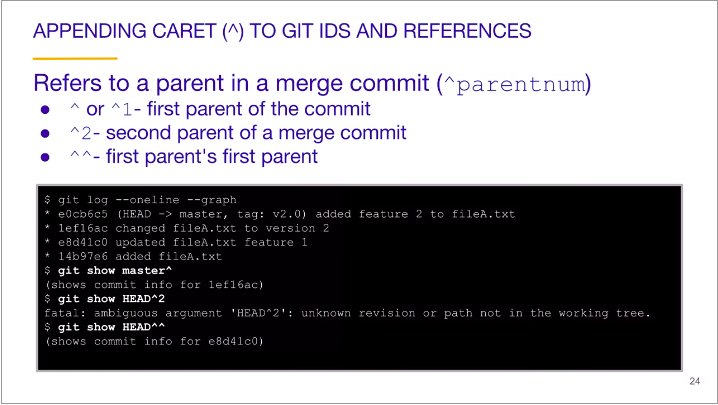 APPENDING CARET (^) TO GIT IDS AND REFERENCES
Refers to a parent in a merge commit (^parentnum)
● ^ or ^1- first parent of the commit
● ^2- second parent of a merge commit
● ^^- first parent's first parent
$ git log --oneline --graph
* e0cb6c5 (HEAD -> master, tag: v2.0) added feature 2 to fileA.txt
* 1ef16ac changed fileA.txt to version 2
* e8d41c0 updated fileA.txt feature 1
* 14b97e6 added fileA.txt
$ git show master^
(shows commit info for 1ef16ac)
$ git show HEAD^2
fatal: ambiguous argument 'HEAD^2': unknown revision or path not in the working tree.
$ git show HEAD^^
(shows commit info for e8d41c0)
24